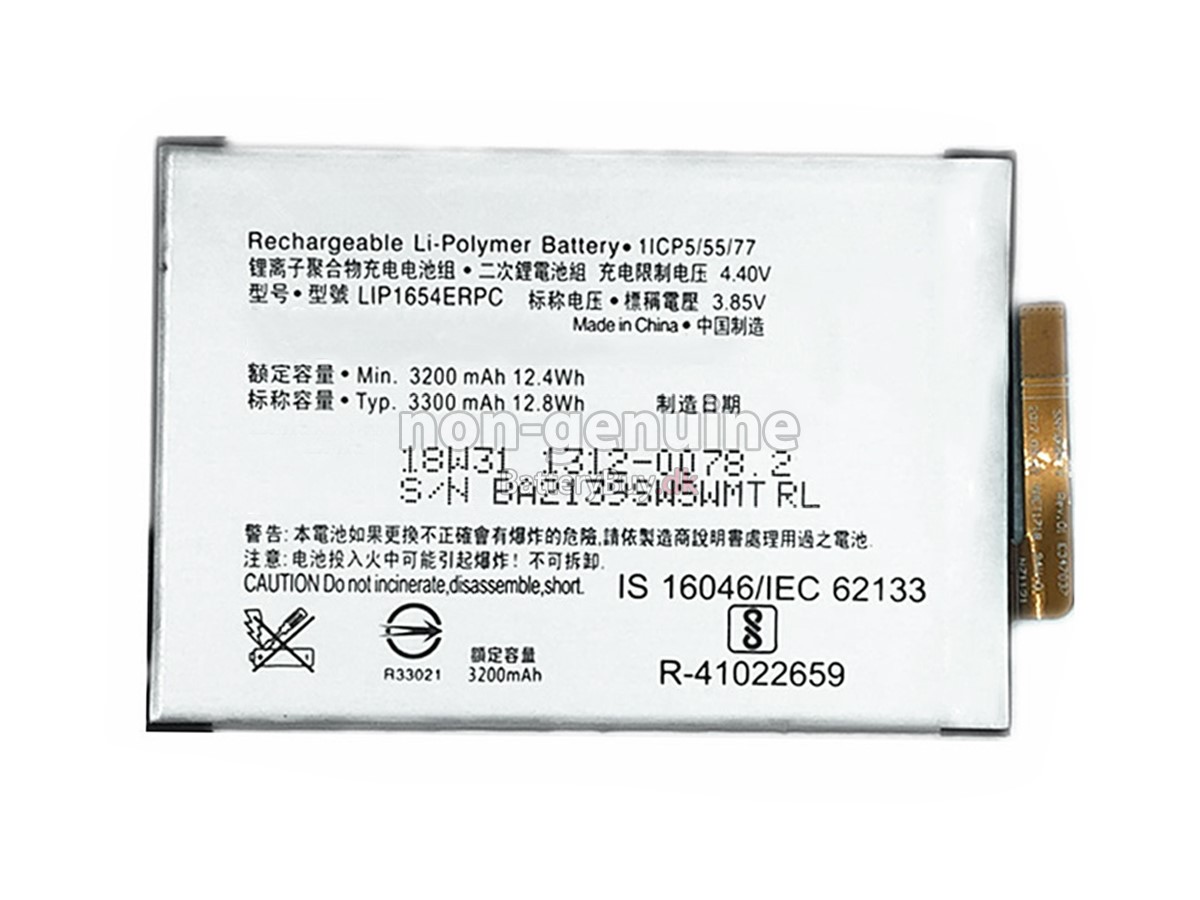 Rechargeable Li-Polymer Battery • 1ICP5/55/77
鋰离子聚合物充电电池组 • 二次鋰電池組 充电限制电压 4.40V
型号 • 型號 LIP1654ERPC 标称电压 • 標稱電壓 3.85V
Made in China • 中国制造
額定容量 • Min. 3200 mAh 12.4Wh
标称容量 • Typ. 3300 mAh 12.8Wh 制造日期
non-genuine
18W31 1312-0078.2
BatteryBuy.dk
S/N
警告: 本電池如果更換不正確會有爆炸的危險,請依製造商說明書處理用過之電池.
注意: 电池投入火中可能引起爆炸! 不可拆卸.
CAUTION Do not incinerate,disassemble,short.
IS 16046/IEC 62133
R33021
額定容量
3200mAh
R-41022659